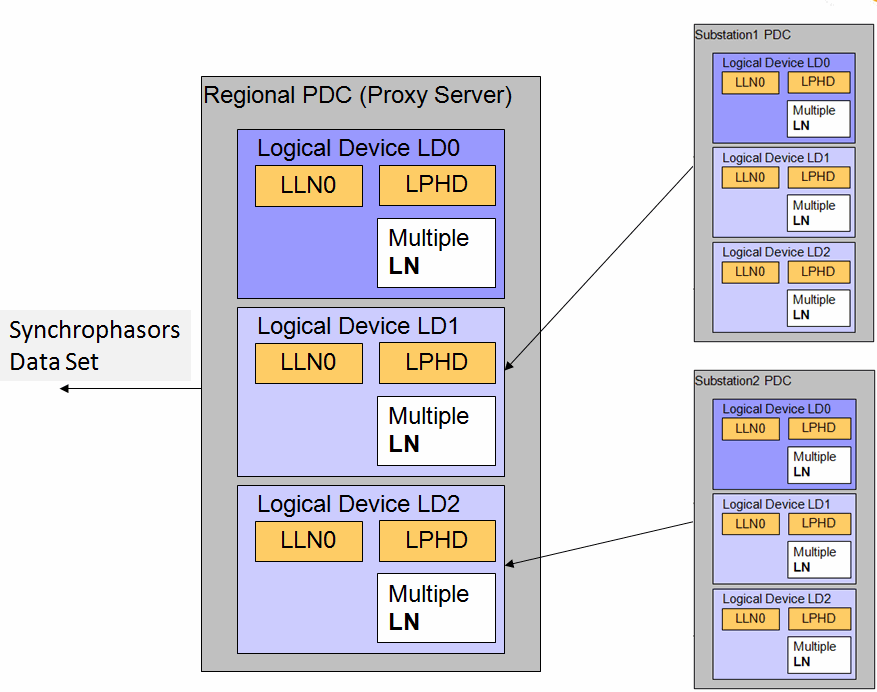 Synchrophasors
Data Set
Regional PDC (Proxy Server)
Logical Device LD0
LLN0
LPHD
Multiple
LN
Logical Device LD1
LLN0
LPHD
Multiple
LN
Logical Device LD2
LLN0
LPHD
Multiple
LN
Substation1 PDC
Logical Device LD0
LLN0
LPHD
Multiple
LN
Logical Device LD1
LLN0
LPHD
Multiple
LN
Logical Device LD2
LLN0
LPHD
Multiple
LN
Substation2 PDC
Logical Device LD0
LLN0
LPHD
Multiple
LN
Logical Device LD1
LLN0
LPHD
Multiple
LN
Logical Device LD2
LLN0
LPHD
Multiple
LN